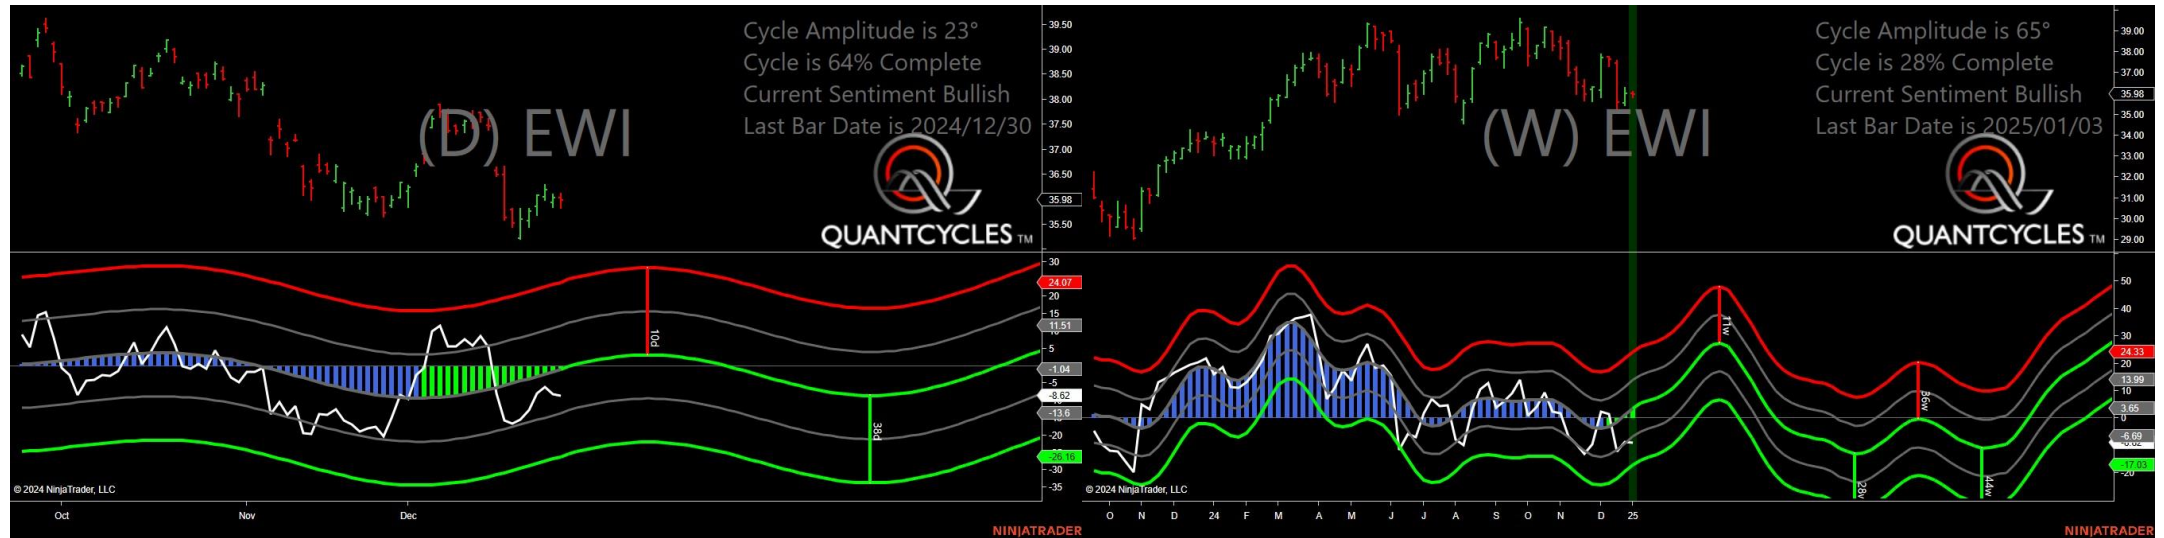 Cycle Amplitude is 23°
Cycle is 64% Complete
Current Sentiment Bullish
Last Bar Date is 2024/12/30
(D) EWI
QUANTCYCLES TM
39.50
39.00
38.50
38.00
37.50
37.00
36.50
35.98
35.50
30
24.07
20
15
11.51
5
-1.04
-5
-8.62
-13.6
-20
-26.16
-30
-35
10d
38d
© 2024 NinjaTrader, LLC
Oct Nov Dec
NINJATRADER
Cycle Amplitude is 65°
Cycle is 28% Complete
Current Sentiment Bullish
Last Bar Date is 2025/01/03
(W) EWI
QUANTCYCLES TM
39.00
38.00
37.00
35.98
35.00
34.00
33.00
32.00
31.00
30.00
29.00
50
40
30
24.33
20
13.99
10
3.65
0
-6.69
-17.03
-20
11w
28w
36w
44w
© 2024 NinjaTrader, LLC
O N D 24 F M A M J J A S O N D 25
NINJATRADER